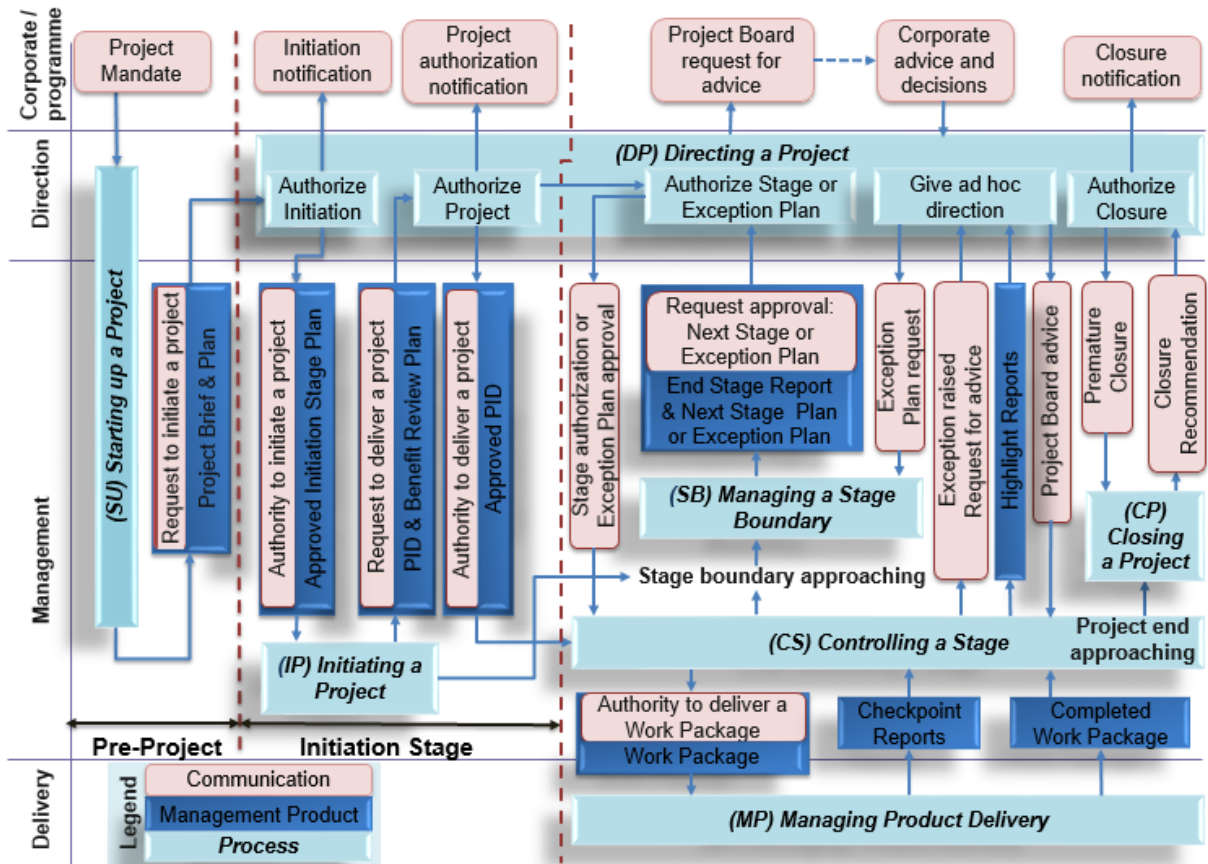 Corporate /
programme
Project
Mandate
Initiation
notification
Project
authorization
notification
Project Board
request for
advice
Corporate
advice and
decisions
Closure
notification
Direction
(DP) Directing a Project
Authorize
Initiation
Authorize
Project
Authorize Stage or
Exception Plan
Give ad hoc
direction
Authorize
Closure
Management
(SU) Starting up a Project
Request to initiate a project
Project Brief & Plan
Authority to initiate a project
Approved Initiation Stage Plan
Request to deliver a project
PID & Benefit Review Plan
Authority to deliver a project
Approved PID
Stage authorization or
Exception Plan approval
Request approval:
Next Stage or
Exception Plan
End Stage Report
& Next Stage Plan
or Exception Plan
Exception
Plan request
Exception raised
Request for advice
Highlight Reports
Project Board advice
Premature
Closure
Closure
Recommendation
(SB) Managing a Stage
Boundary
(CP)
Closing
a Project
Stage boundary approaching
(IP) Initiating a
Project
(CS) Controlling a Stage
Project end
approaching
Authority to deliver a
Work Package
Work Package
Checkpoint
Reports
Completed
Work Package
Pre-Project
Initiation Stage
Delivery
Legend
Communication
Management Product
Process
(MP) Managing Product Delivery